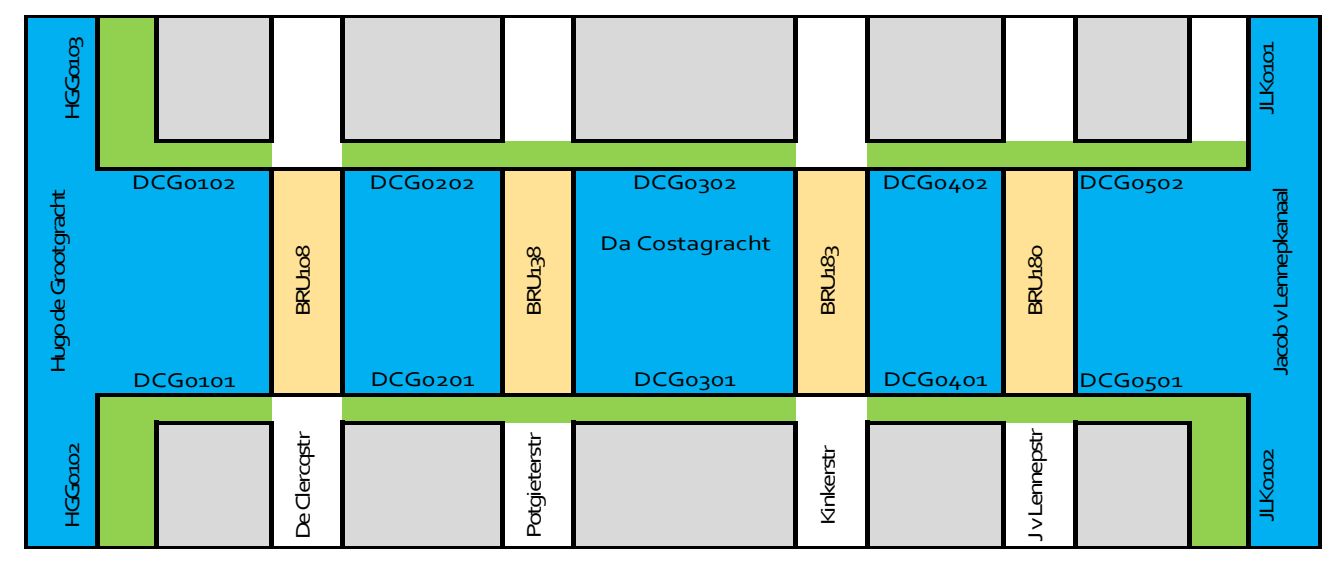 HGG0103
JLK0101
DCG0102
DCG0202
DCG0302
DCG0402
DCG0502
Hugo de Grootgracht
BRU108
BRU138
Da Costagracht
BRU183
BRU180
Jacob v Lennepkanaal
DCG0101
DCG0201
DCG0301
DCG0401
DCG0501
HGG0102
De Clercqstr
Potgieterstr
Kinkerstr
J v Lennepstr
JLK0102